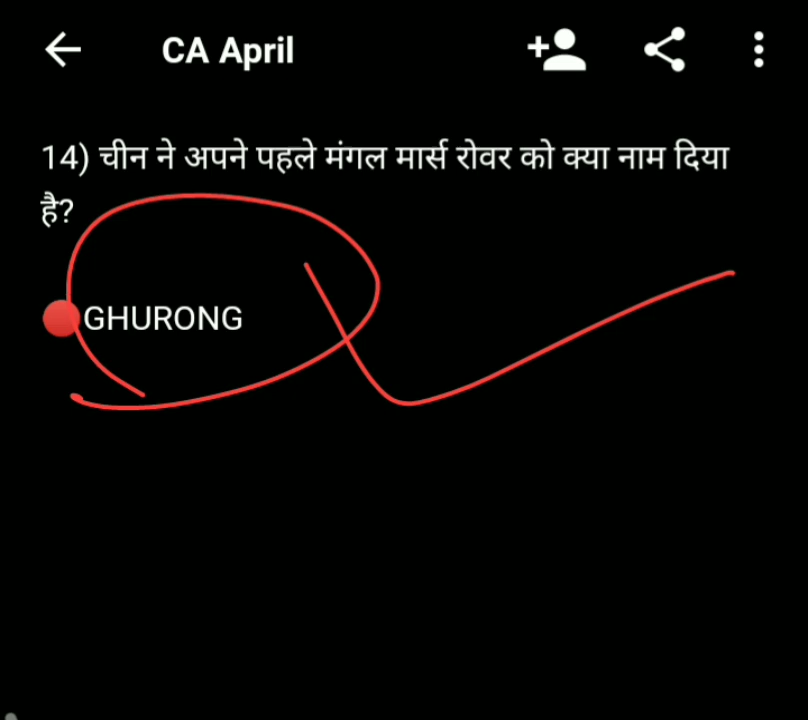 CA April
14) चीन ने अपने पहले मंगल मार्स रोवर को क्या नाम दिया
है?
GHURONG